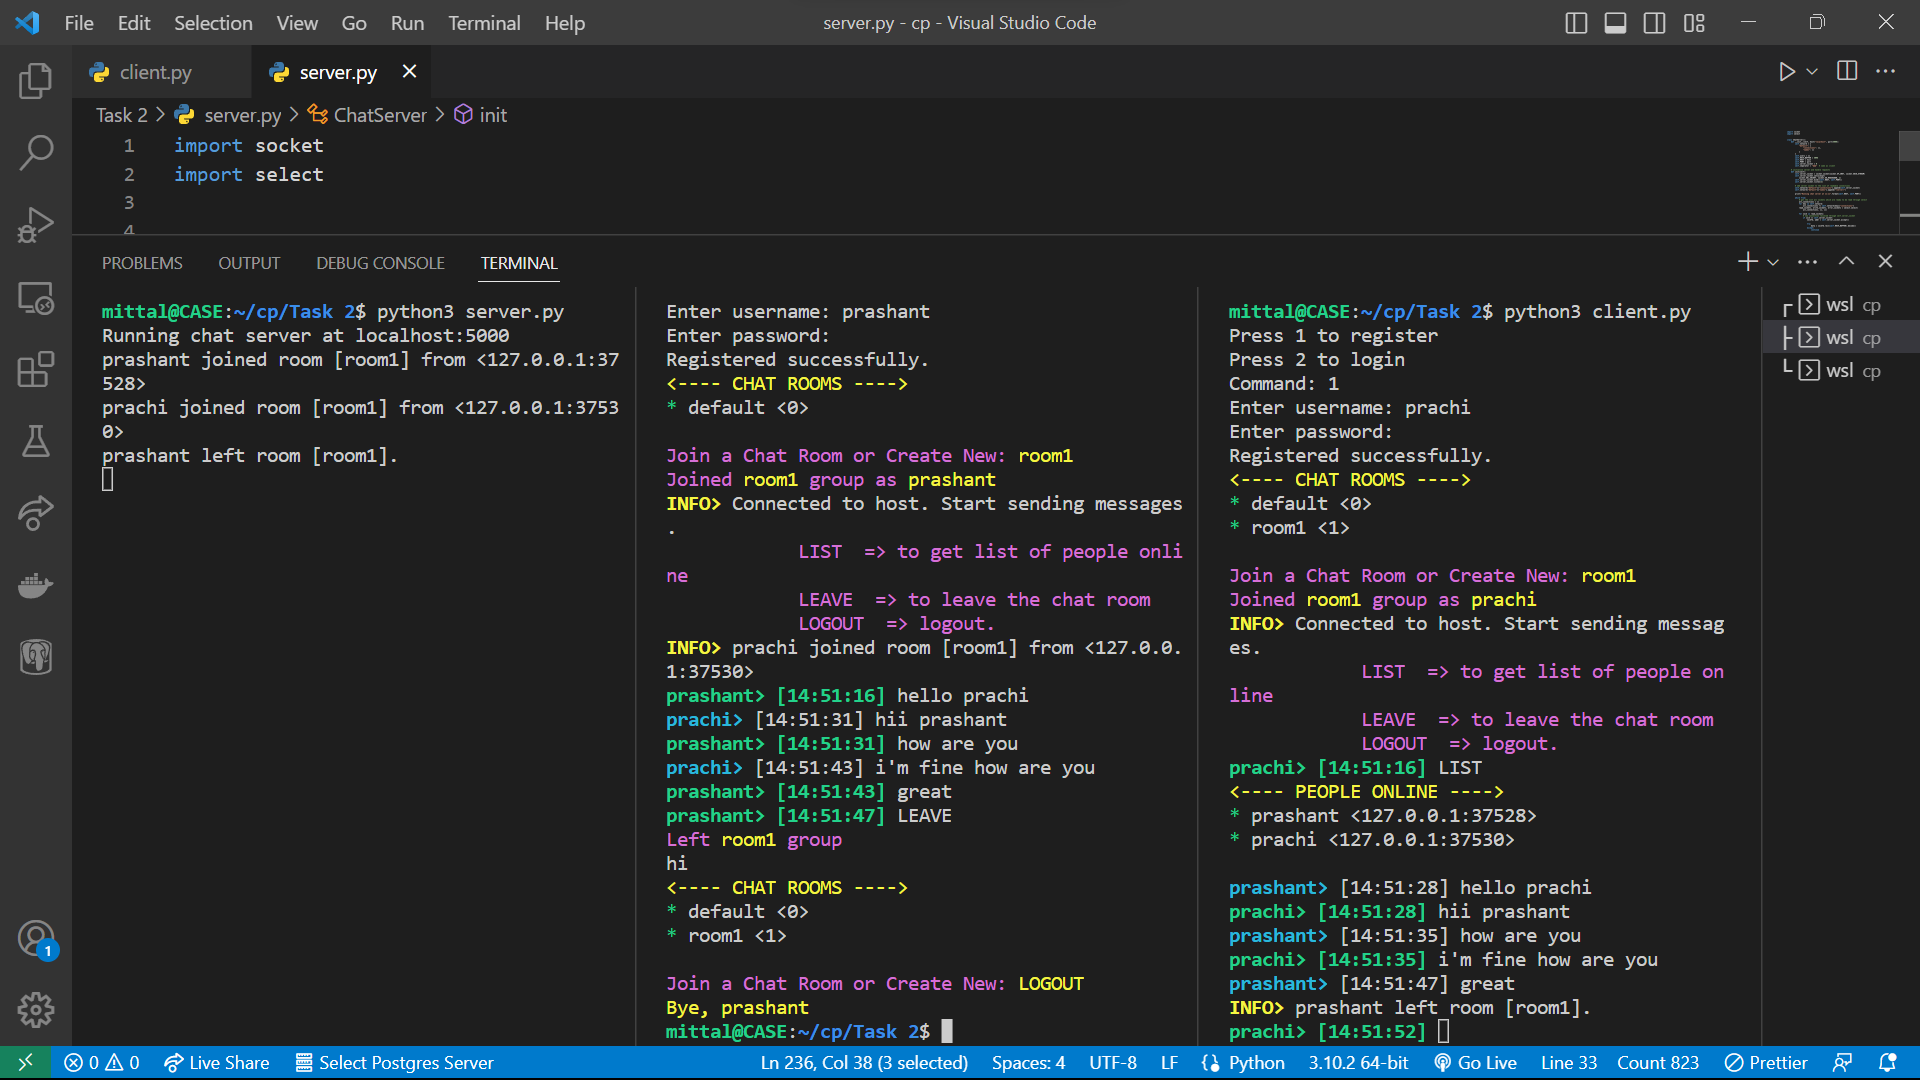 File Edit Selection View Go Run Terminal Help
server.py - cp - Visual Studio Code
client.py
server.py
Task 2 > server.py > ChatServer > init
1 import socket
2 import select
3
4
PROBLEMS OUTPUT DEBUG CONSOLE TERMINAL
mittal@CASE:~/cp/Task 2$ python3 server.py
Running chat server at localhost:5000
prashant joined room [room1] from <127.0.0.1:37
528>
prachi joined room [room1] from <127.0.0.1:3753
0>
prashant left room [room1].
Enter username: prashant
Enter password:
Registered successfully.
<---- CHAT ROOMS ---->
* default <0>
Join a Chat Room or Create New: room1
Joined room1 group as prashant
INFO> Connected to host. Start sending messages
.
LIST => to get list of people onli
ne
LEAVE => to leave the chat room
LOGOUT => logout.
INFO> prachi joined room [room1] from <127.0.0.
1:37530>
prashant> [14:51:16] hello prachi
prachi> [14:51:31] hii prashant
prashant> [14:51:31] how are you
prachi> [14:51:43] i'm fine how are you
prashant> [14:51:43] great
prashant> [14:51:47] LEAVE
Left room1 group
hi
<---- CHAT ROOMS ---->
* default <0>
* room1 <1>
Join a Chat Room or Create New: LOGOUT
Bye, prashant
mittal@CASE:~/cp/Task 2$
mittal@CASE:~/cp/Task 2$ python3 client.py
Press 1 to register
Press 2 to login
Command: 1
Enter username: prachi
Enter password:
Registered successfully.
<---- CHAT ROOMS ---->
* default <0>
* room1 <1>
Join a Chat Room or Create New: room1
Joined room1 group as prachi
INFO> Connected to host. Start sending messag
es.
LIST => to get list of people on
line
LEAVE => to leave the chat room
LOGOUT => logout.
prachi> [14:51:16] LIST
<---- PEOPLE ONLINE ---->
* prashant <127.0.0.1:37528>
* prachi <127.0.0.1:37530>
prashant> [14:51:28] hello prachi
prachi> [14:51:28] hii prashant
prashant> [14:51:35] how are you
prachi> [14:51:35] i'm fine how are you
prashant> [14:51:47] great
INFO> prashant left room [room1].
prachi> [14:51:52]
wsl cp
wsl cp
wsl cp
1
0 0 Live Share Select Postgres Server Ln 236, Col 38 (3 selected) Spaces: 4 UTF-8 LF Python 3.10.2 64-bit Go Live Line 33 Count 823 Prettier